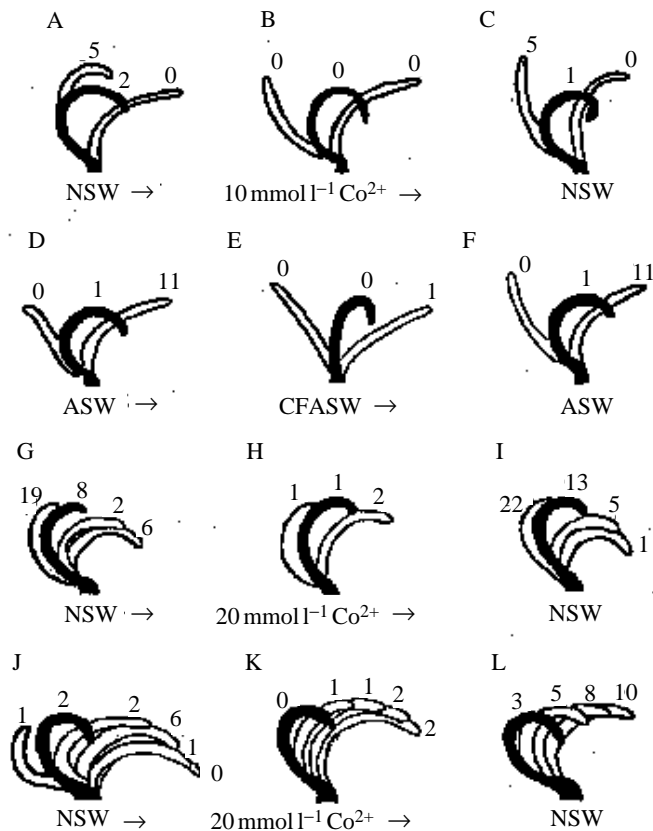 A B C
5 2 0 0 0 0 5 1 0
NSW → 10 mmol l⁻¹ Co²⁺ → NSW
D E F
0 1 11 0 0 1 0 1 11
ASW → CFASW → ASW
G H I
19 8 2 6 1 1 2 22 13 5 1
NSW → 20 mmol l⁻¹ Co²⁺ → NSW
J K L
1 2 2 6 1 0 0 1 1 2 2 3 5 8 10
NSW → 20 mmol l⁻¹ Co²⁺ → NSW